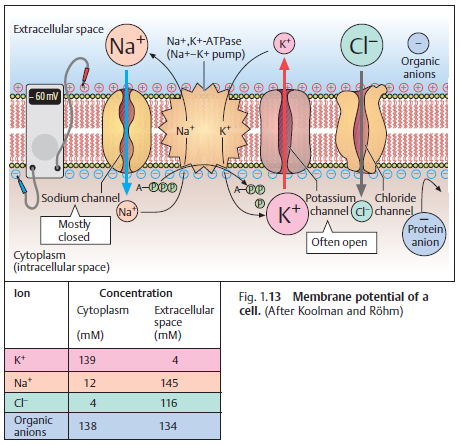 Extracellular space
Na+
Na+,K+-ATPase
(Na+–K+ pump)
K+
Cl–
–
Organic
anions
– 60 mV
Na+
K+
Sodium channel
A–PPP
A–PP
P
Mostly
closed
Na+
K+
Potassium
channel
Often open
Cl–
Chloride
channel
–
Protein
anion
Cytoplasm
(intracellular space)
Ion Concentration
Cytoplasm Extracellular
space
(mM) (mM)
K+ 139 4
Na+ 12 145
Cl– 4 116
Organic
anions 138 134
Fig. 1.13 Membrane potential of a
cell. (After Koolman and Röhm)